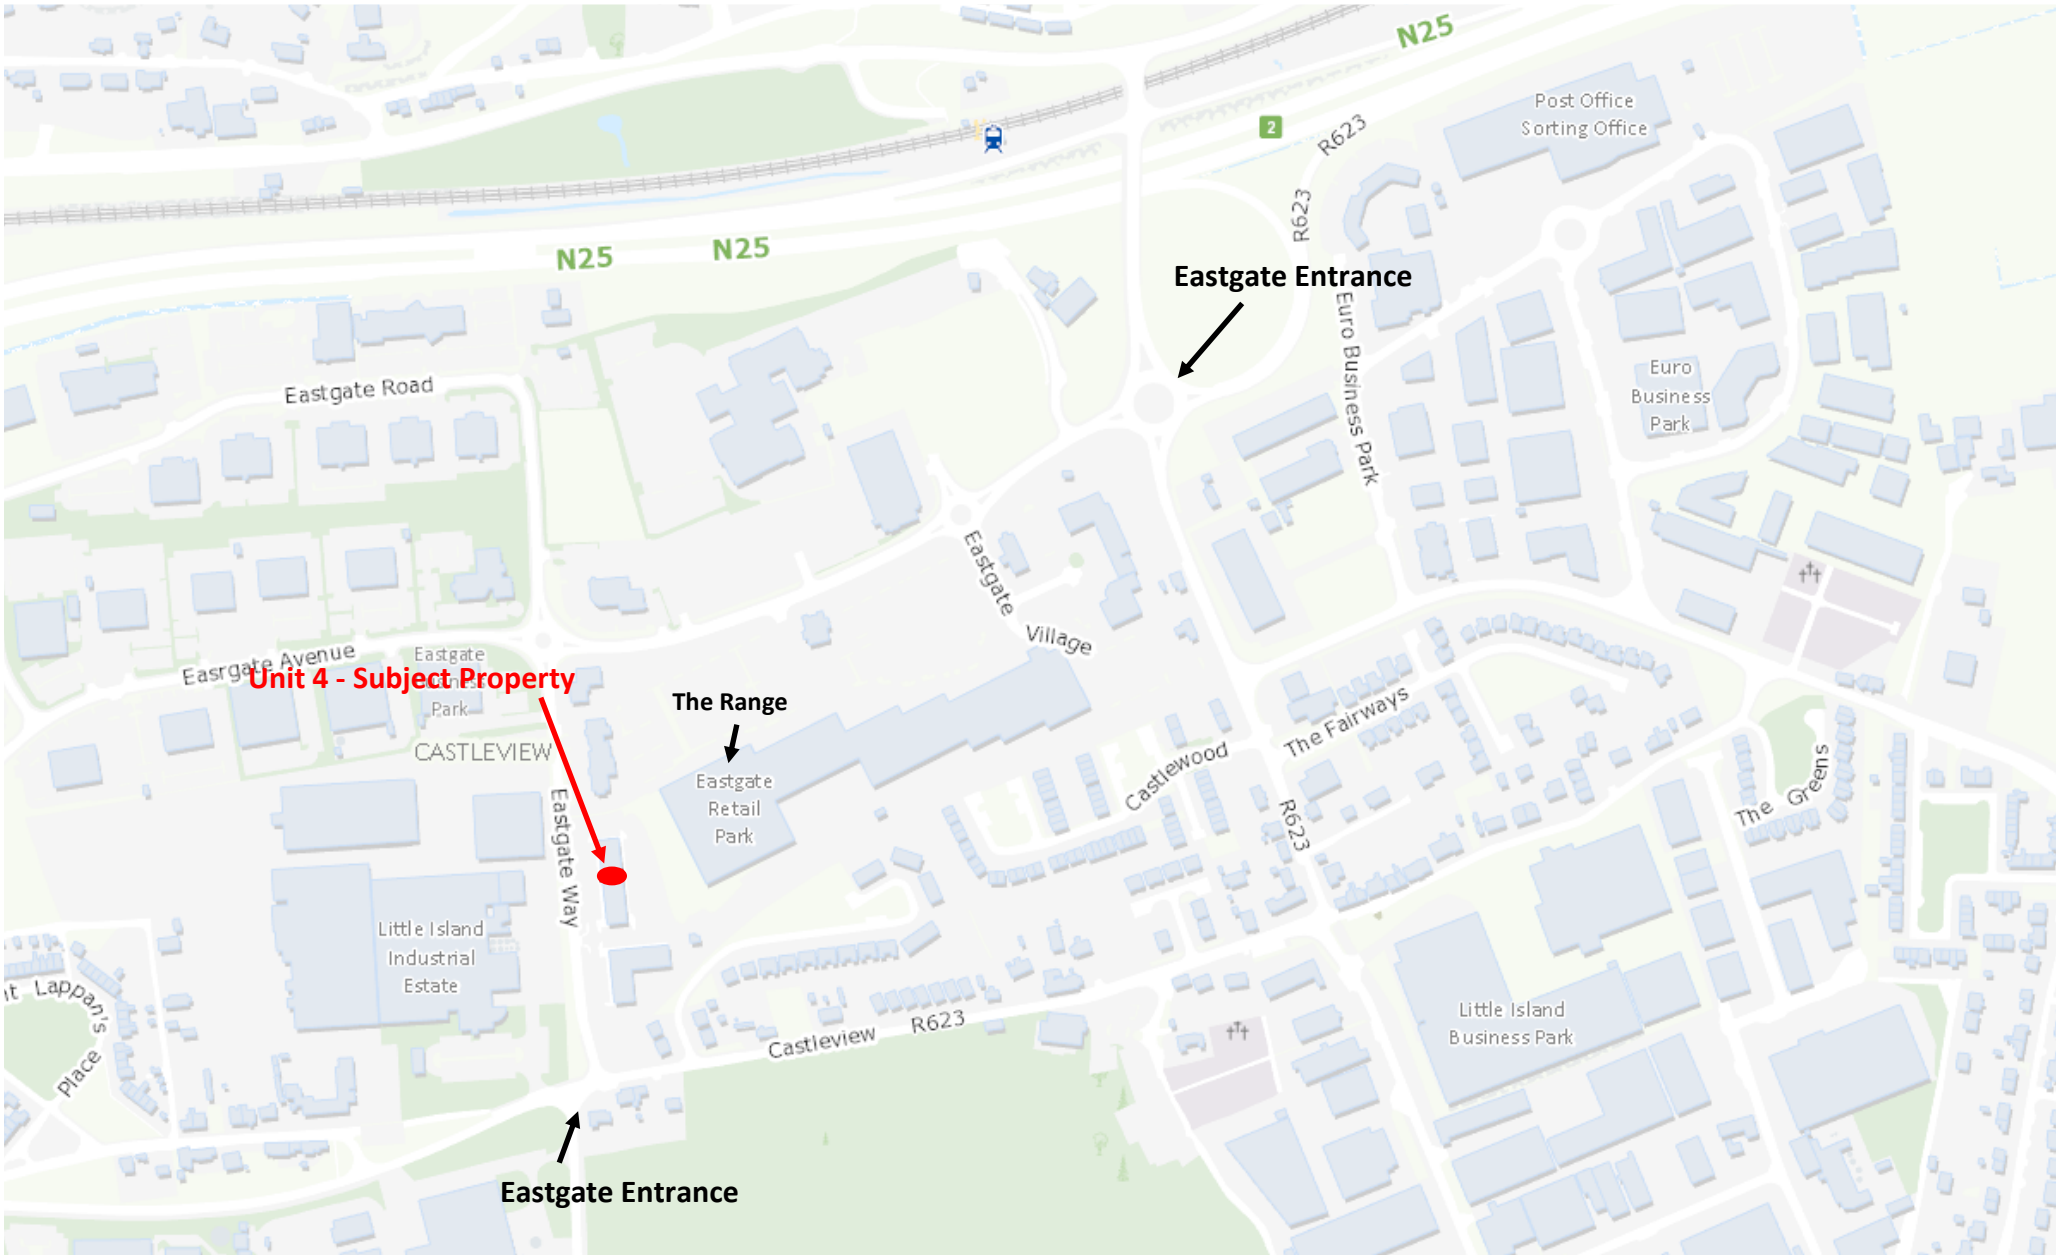 N25
Post Office
Sorting Office
2
R623
R623
N25
N25
Eastgate Entrance
Euro Business Park
Euro
Business
Park
Eastgate Road
Eastgate
Village
Easrgate Avenue
Eastgate
Business
Park
Unit 4 - Subject Property
The Range
CASTLEVIEW
Eastgate
Retail
Park
Eastgate Way
Castlewood
The Fairways
R623
The Greens
Little Island
Industrial
Estate
Lappan's
Place
Castleview
R623
Little Island
Business Park
Eastgate Entrance